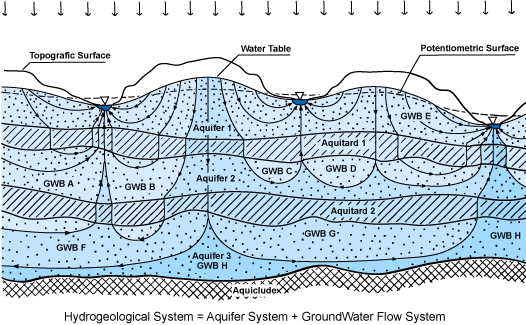 Topografic Surface
Water Table
Potentiometric Surface
GWB E
Aquifer 1
Aquitard 1
GWB A
GWB B
Aquifer 2
GWB C
GWB D
Aquitard 2
GWB F
GWB G
GWB H
Aquifer 3
GWB H
Aquicludex
Hydrogeological System = Aquifer System + GroundWater Flow System